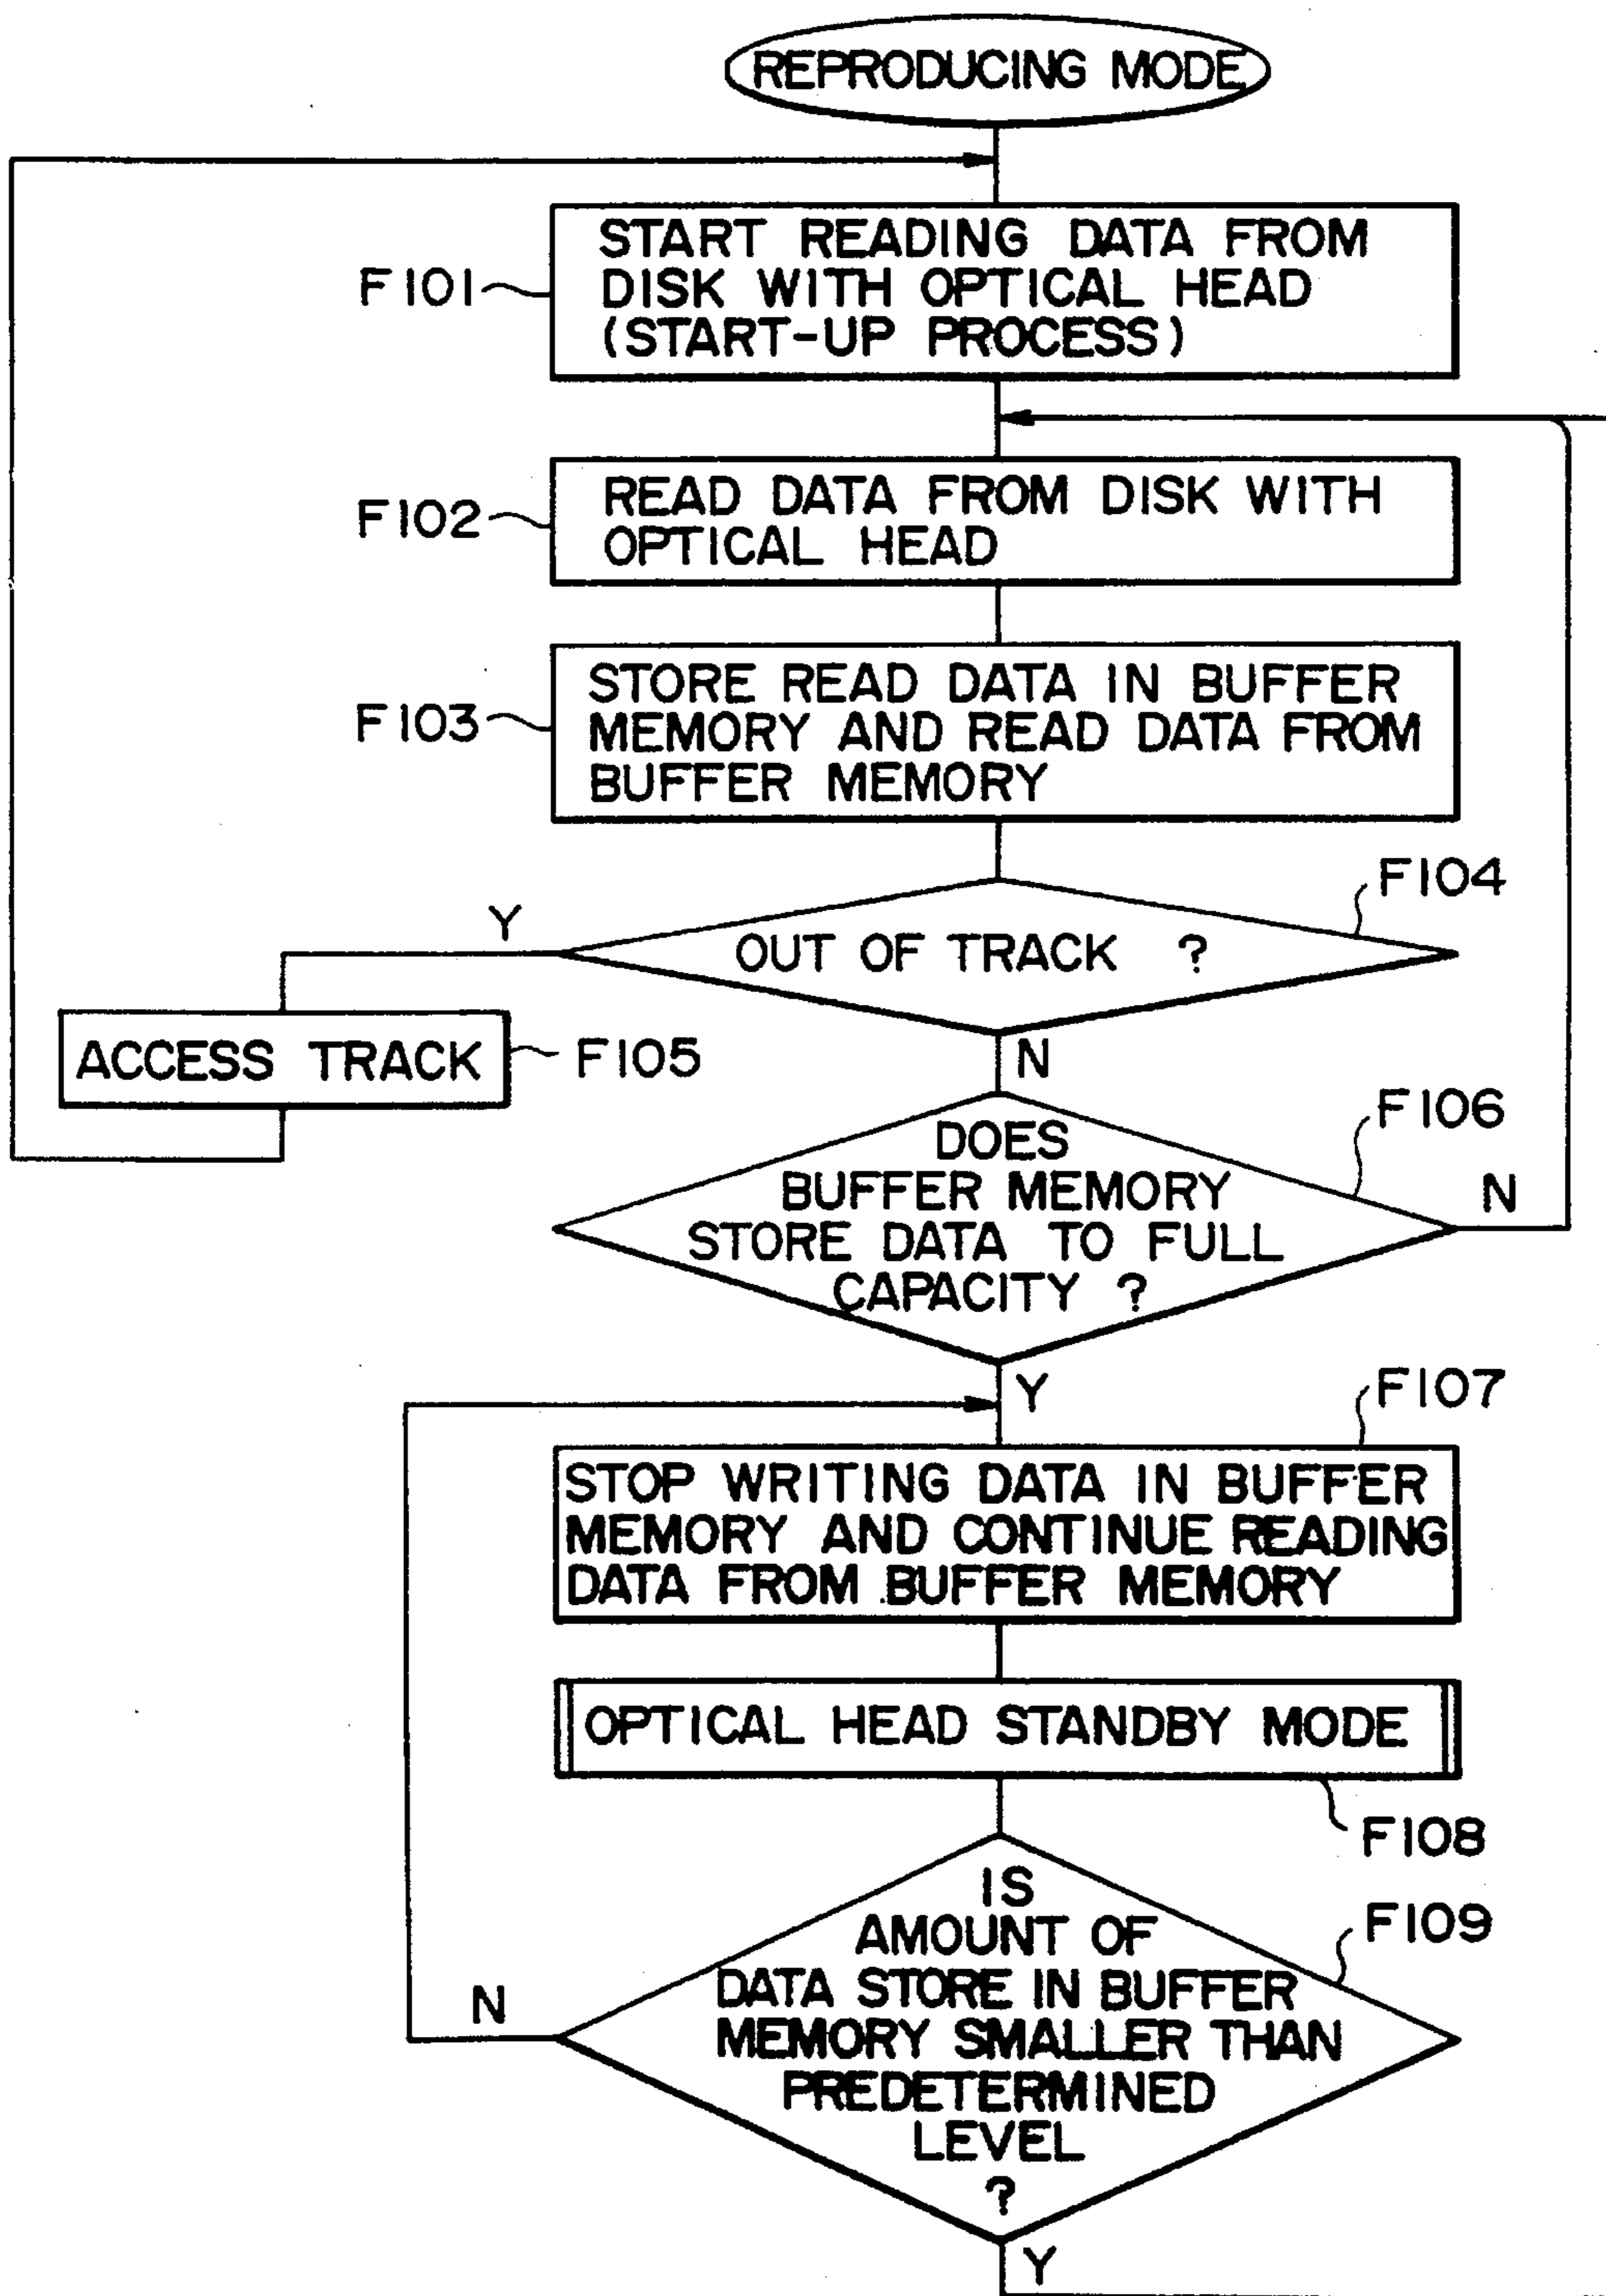 REPRODUCING MODE
START READING DATA FROM
F101
DISK WITH OPTICAL HEAD
(START-UP PROCESS)
READ DATA FROM DISK WITH
F102
OPTICAL HEAD
STORE READ DATA IN BUFFER
F103
MEMORY AND READ DATA FROM
BUFFER MEMORY
F104
Y
OUT OF TRACK ?
ACCESS TRACK
F105
N
F106
DOES
BUFFER MEMORY
N
STORE DATA TO FULL
CAPACITY ?
Y
F107
STOP WRITING DATA IN BUFFER
MEMORY AND CONTINUE READING
DATA FROM BUFFER MEMORY
OPTICAL HEAD STANDBY MODE
F108
IS
F109
AMOUNT OF
DATA STORE IN BUFFER
N
MEMORY SMALLER THAN
PREDETERMINED
LEVEL
?
Y